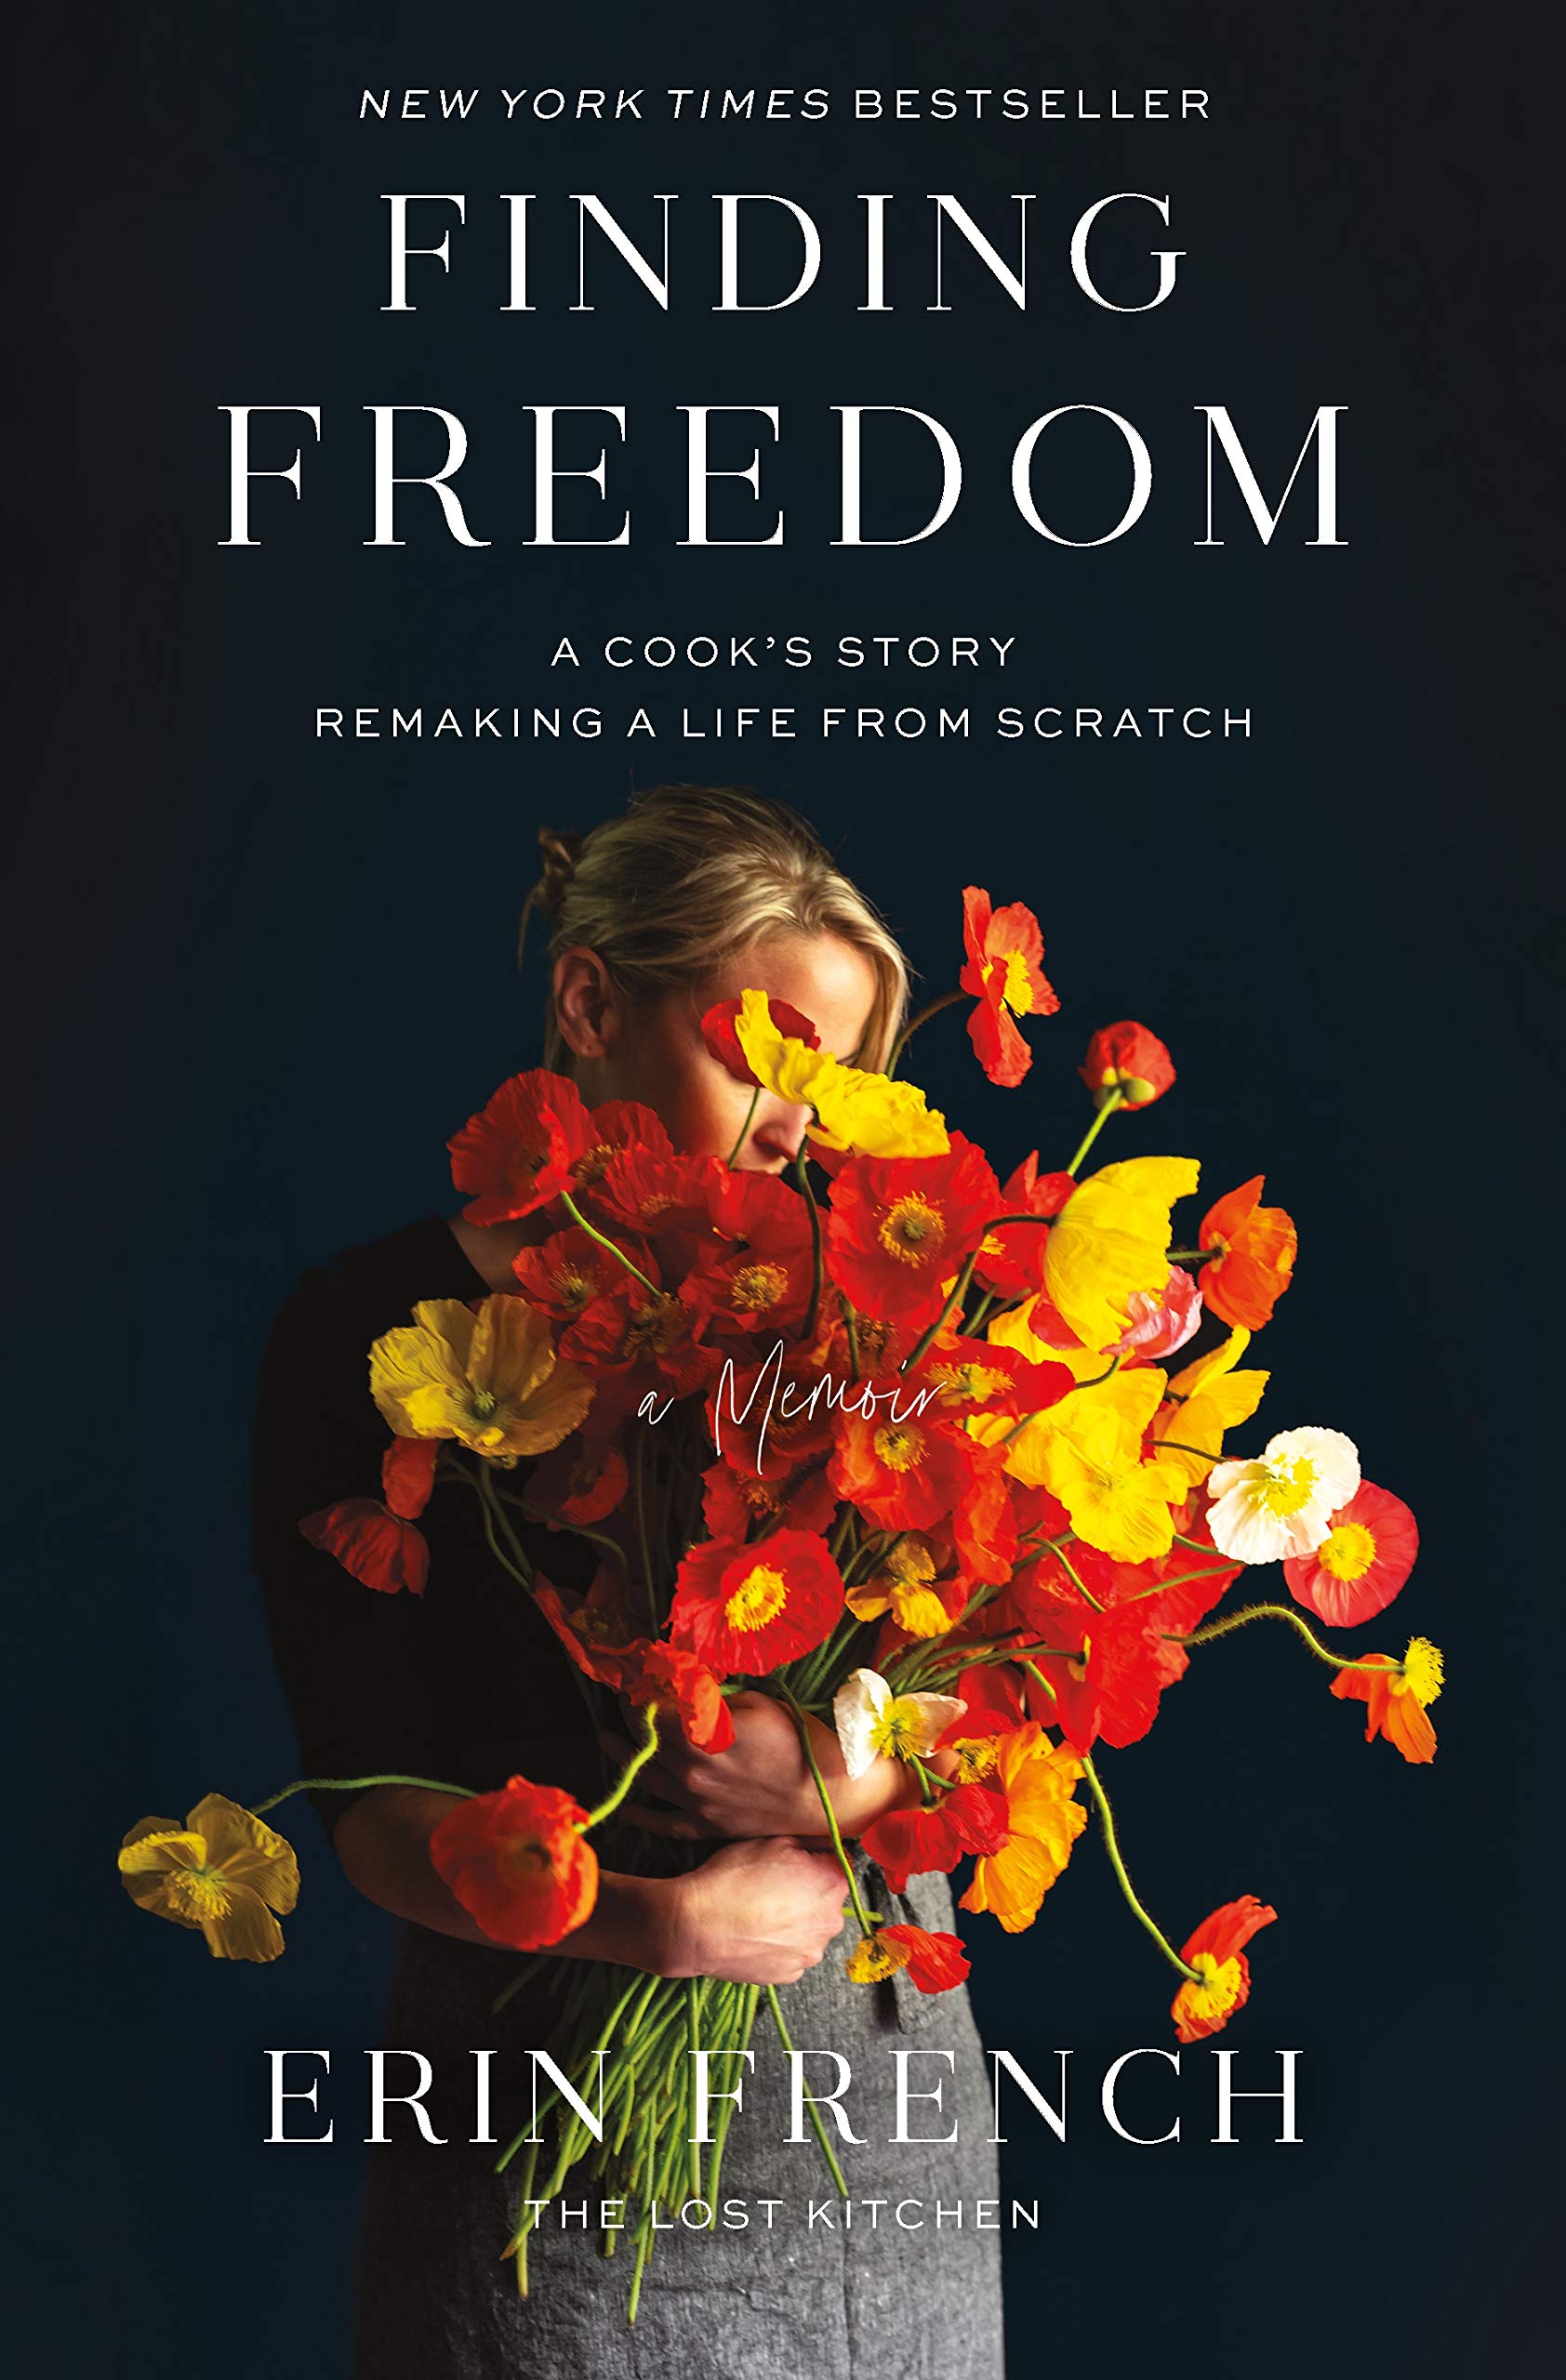 NEW YORK TIMES BESTSELLER
FINDING
FREEDOM
A COOK'S STORY
REMAKING A LIFE FROM SCRATCH
a Memoir
ERIN FRENCH
THE LOST KITCHEN